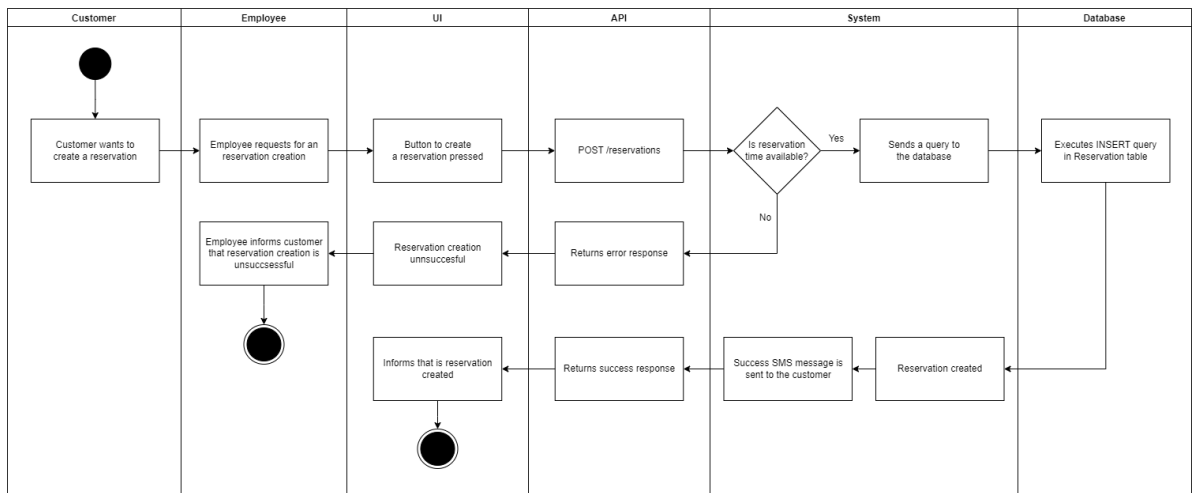 Customer
Employee
UI
API
System
Database
Customer wants to
create a reservation
Employee requests for an
reservation creation
Button to create
a reservation pressed
POST /reservations
Is reservation
time available?
Yes
Sends a query to
the database
Executes INSERT query
in Reservation table
No
Employee informs customer
that reservation creation is
unsuccsessful
Reservation creation
unnsuccesful
Returns error response
Informs that is reservation
created
Returns success response
Success SMS message is
sent to the customer
Reservation created